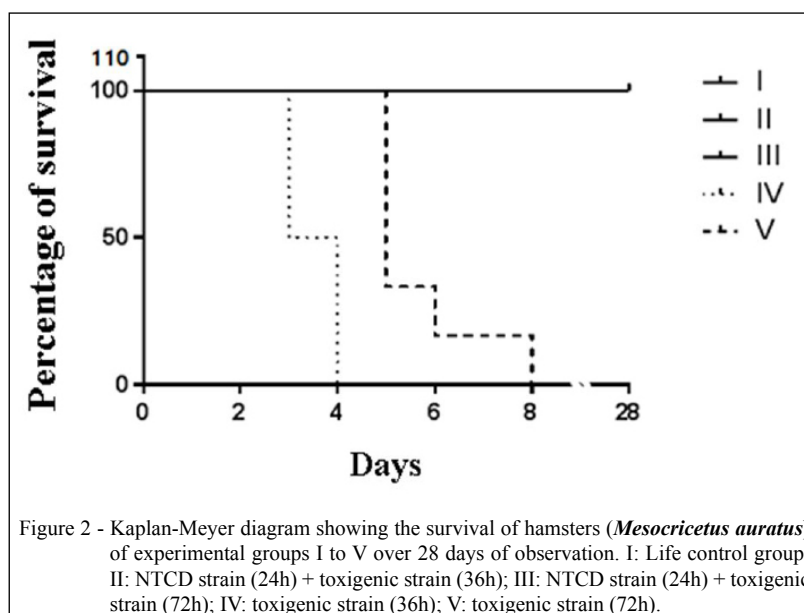 Percentage of survival
110
100
50
0
0 2 4 6 8 28
Days
I
II
III
IV
V
Figure 2 - Kaplan-Meyer diagram showing the survival of hamsters (Mesocricetus auratus)
of experimental groups I to V over 28 days of observation. I: Life control group
II: NTCD strain (24h) + toxigenic strain (36h); III: NTCD strain (24h) + toxigenic
strain (72h); IV: toxigenic strain (36h); V: toxigenic strain (72h).